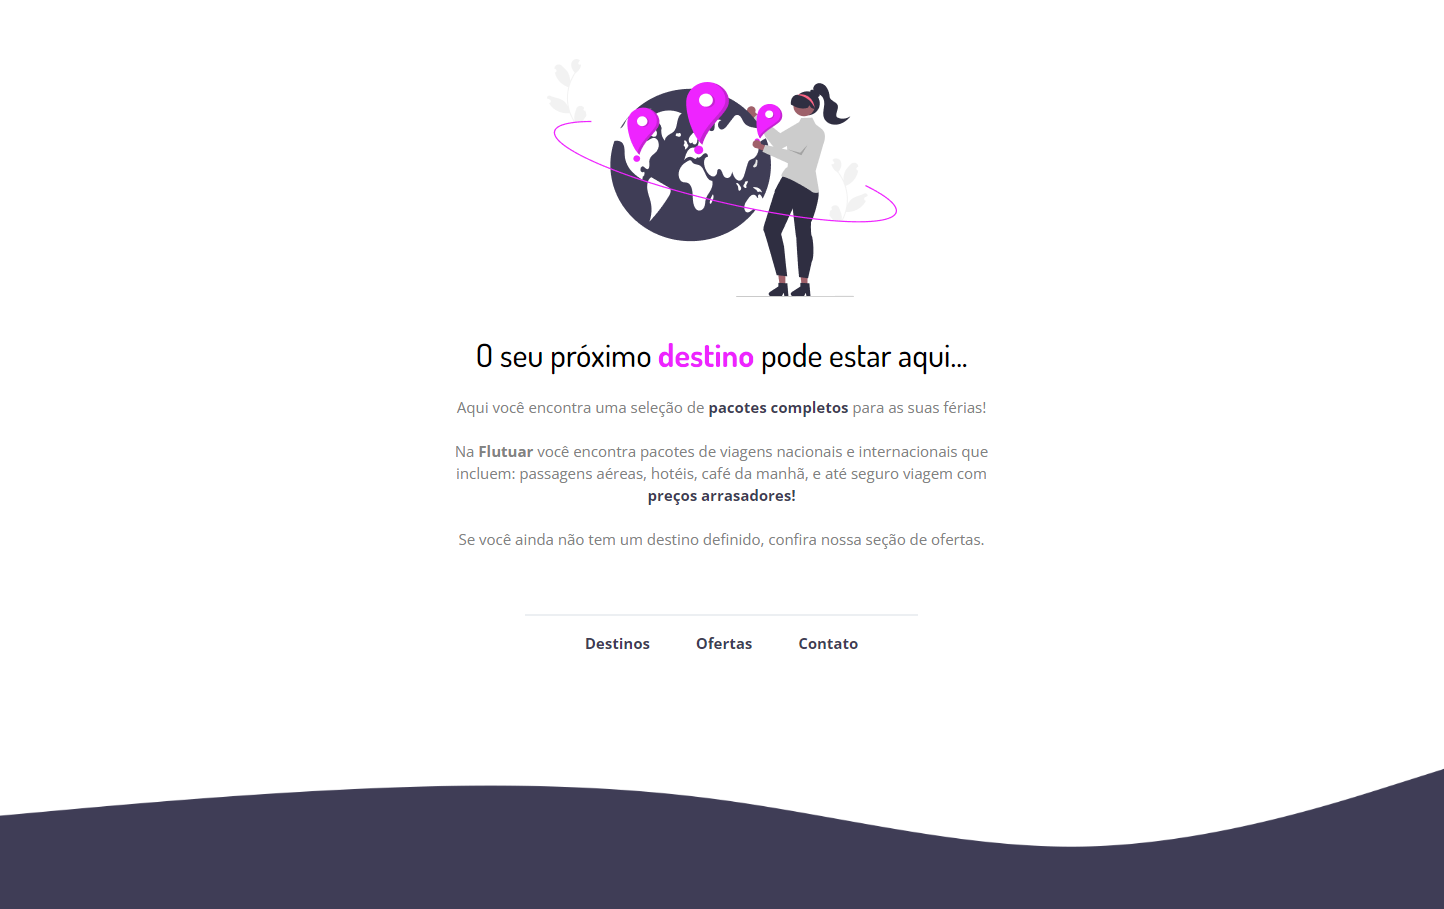 O seu próximo destino pode estar aqui...
Aqui você encontra uma seleção de pacotes completos para as suas férias!
Na Flutuar você encontra pacotes de viagens nacionais e internacionais que
incluem: passagens aéreas, hotéis, café da manhã, e até seguro viagem com
preços arrasadores!
Se você ainda não tem um destino definido, confira nossa seção de ofertas.
Destinos Ofertas Contato